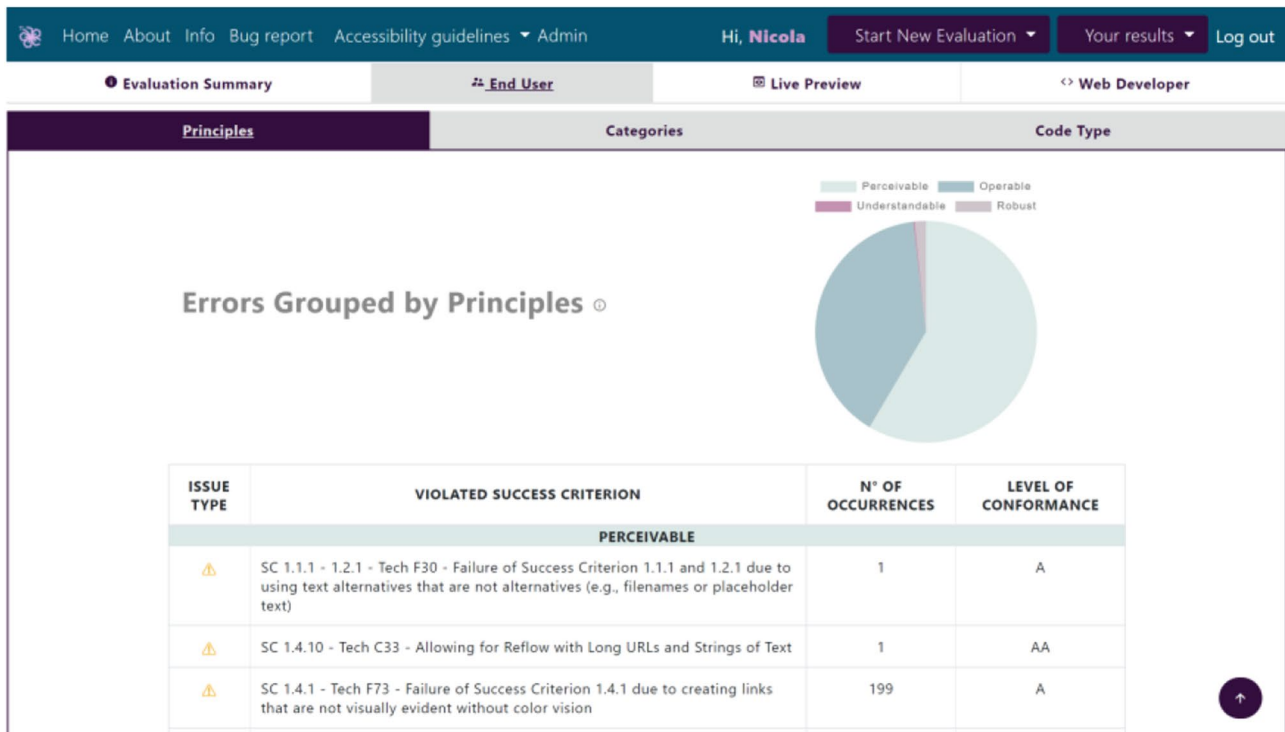 Home About Info Bug report Accessibility guidelines Admin Hi, Nicola Start New Evaluation Your results Log out
Evaluation Summary End User Live Preview <> Web Developer
Principles Categories Code Type
Perceivable Operable
Understandable Robust
Errors Grouped by Principles
ISSUE TYPE
VIOLATED SUCCESS CRITERION
N° OF OCCURRENCES
LEVEL OF CONFORMANCE
PERCEIVABLE
SC 1.1.1 - 1.2.1 - Tech F30 - Failure of Success Criterion 1.1.1 and 1.2.1 due to
using text alternatives that are not alternatives (e.g., filenames or placeholder
text)
1
A
SC 1.4.10 - Tech C33 - Allowing for Reflow with Long URLs and Strings of Text
1
AA
SC 1.4.1 - Tech F73 - Failure of Success Criterion 1.4.1 due to creating links
that are not visually evident without color vision
199
A